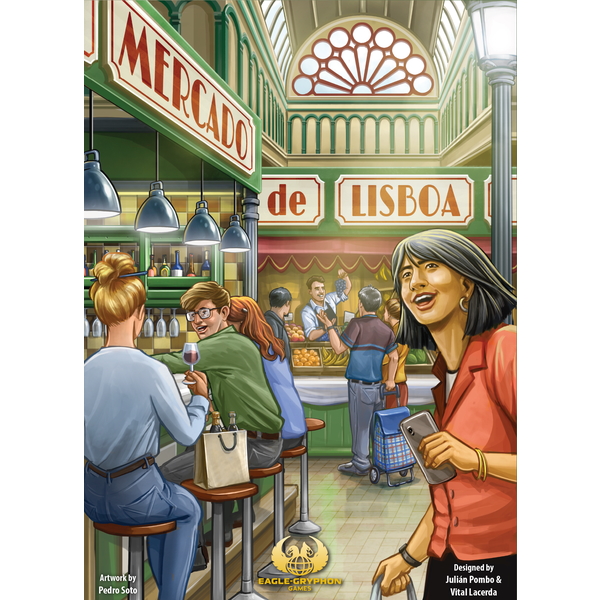 MERCADO
de
LISBOA
EAGLE-GRYPHON
GAMES
Artwork by
Pedro Soto
Designed by
Julián Pombo &
Vital Lacerda